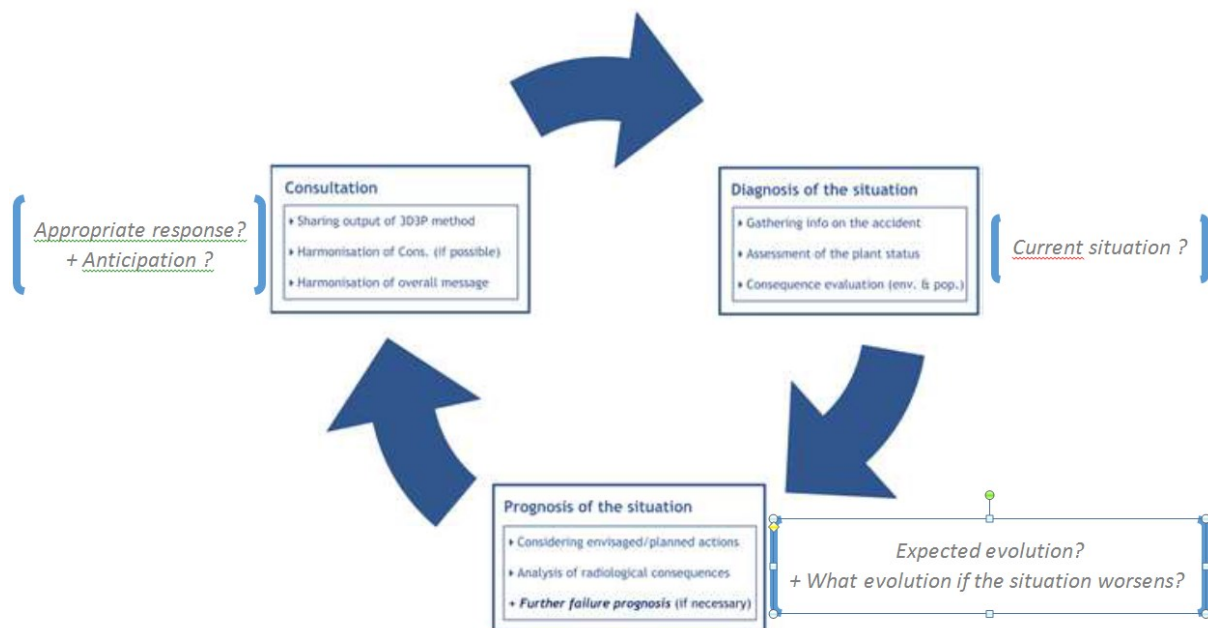 Consultation
Sharing output of 3D3P method
Harmonisation of Cons. (if possible)
Harmonisation of overall message
Appropriate response?
+ Anticipation ?
Diagnosis of the situation
Gathering info on the accident
Assessment of the plant status
Consequence evaluation (env. & pop.)
Current situation ?
Prognosis of the situation
Considering envisaged/planned actions
Analysis of radiological consequences
+ Further failure prognosis (if necessary)
Expected evolution?
+ What evolution if the situation worsens?